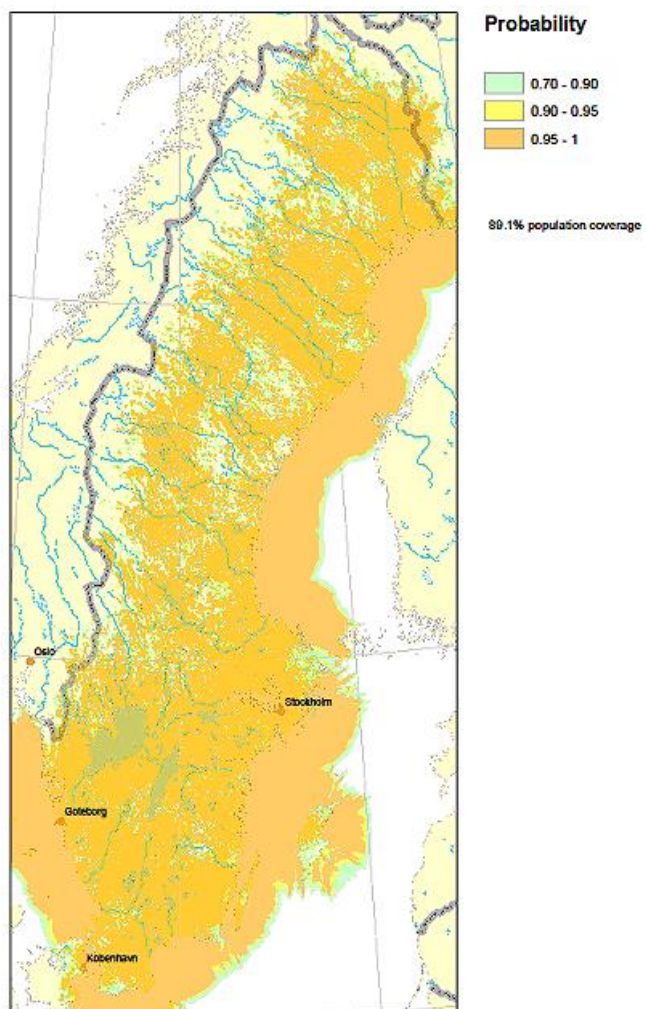 Probability
0.70 - 0.90
0.90 - 0.95
0.95 - 1
89.1% population coverage
Oslo
Stockholm
Goteborg
Kobenhavn